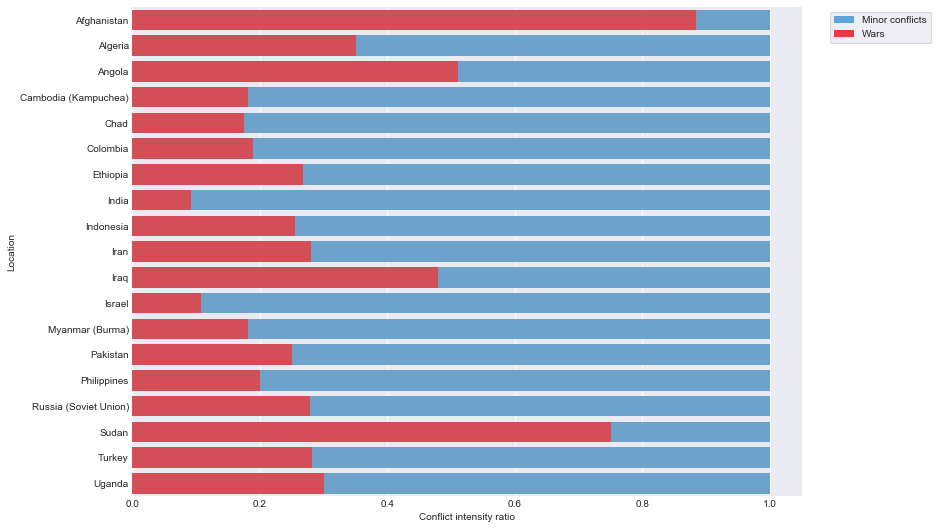 Minor conflicts
Wars
Location
Afghanistan
Algeria
Angola
Cambodia (Kampuchea)
Chad
Colombia
Ethiopia
India
Indonesia
Iran
Iraq
Israel
Myanmar (Burma)
Pakistan
Philippines
Russia (Soviet Union)
Sudan
Turkey
Uganda
0.0 0.2 0.4 0.6 0.8 1.0
Conflict intensity ratio